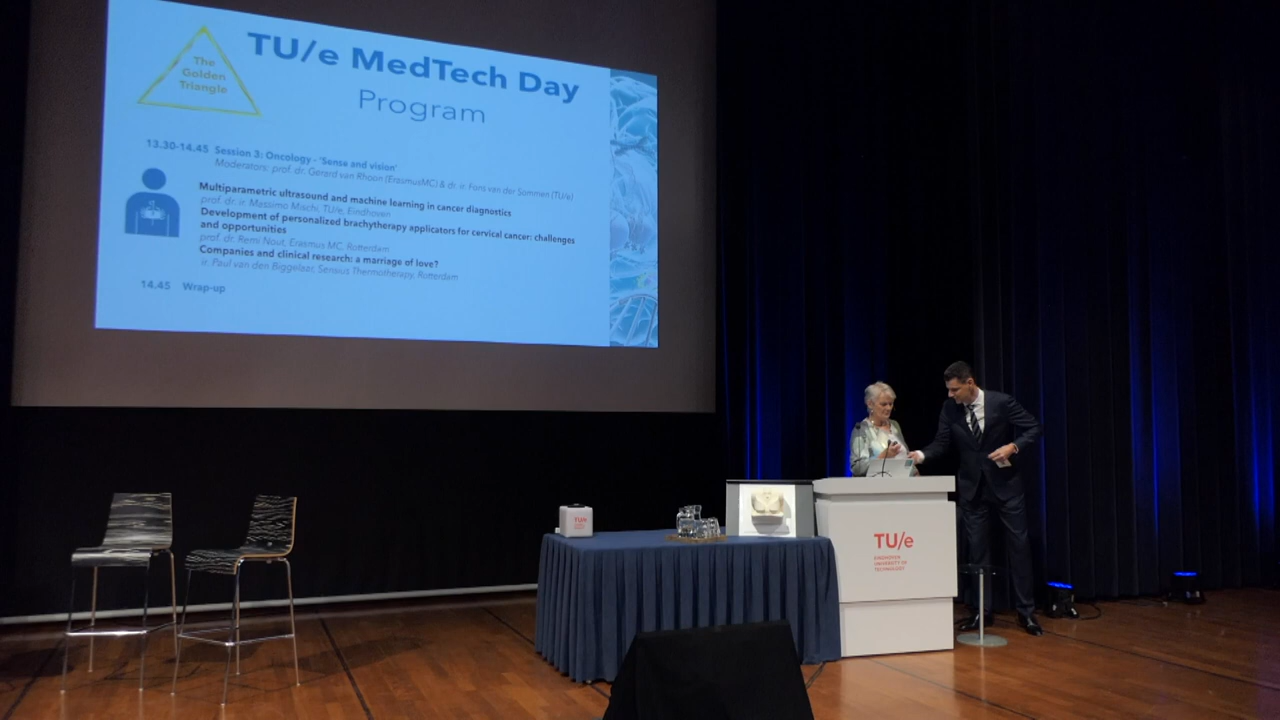 The
Golden
Triangle
TU/e MedTech Day
Program
13.30-14.45 Session 3: Oncology - 'Sense and vision'
Moderators: prof. dr. Gerard van Rhoon (ErasmusMC) & dr. ir. Fons van der Sommen (TU/e)
Multiparametric ultrasound and machine learning in cancer diagnostics
prof. dr. ir. Massimo Mischi, TU/e, Eindhoven
Development of personalized brachytherapy applicators for cervical cancer: challenges
and opportunities
prof. dr. Remi Nout, Erasmus MC, Rotterdam
Companies and clinical research: a marriage of love?
ir. Paul van den Biggelaar, Sensius Thermotherapy, Rotterdam
14.45 Wrap-up
TU/e
TU/e
EINDHOVEN
UNIVERSITY OF
TECHNOLOGY